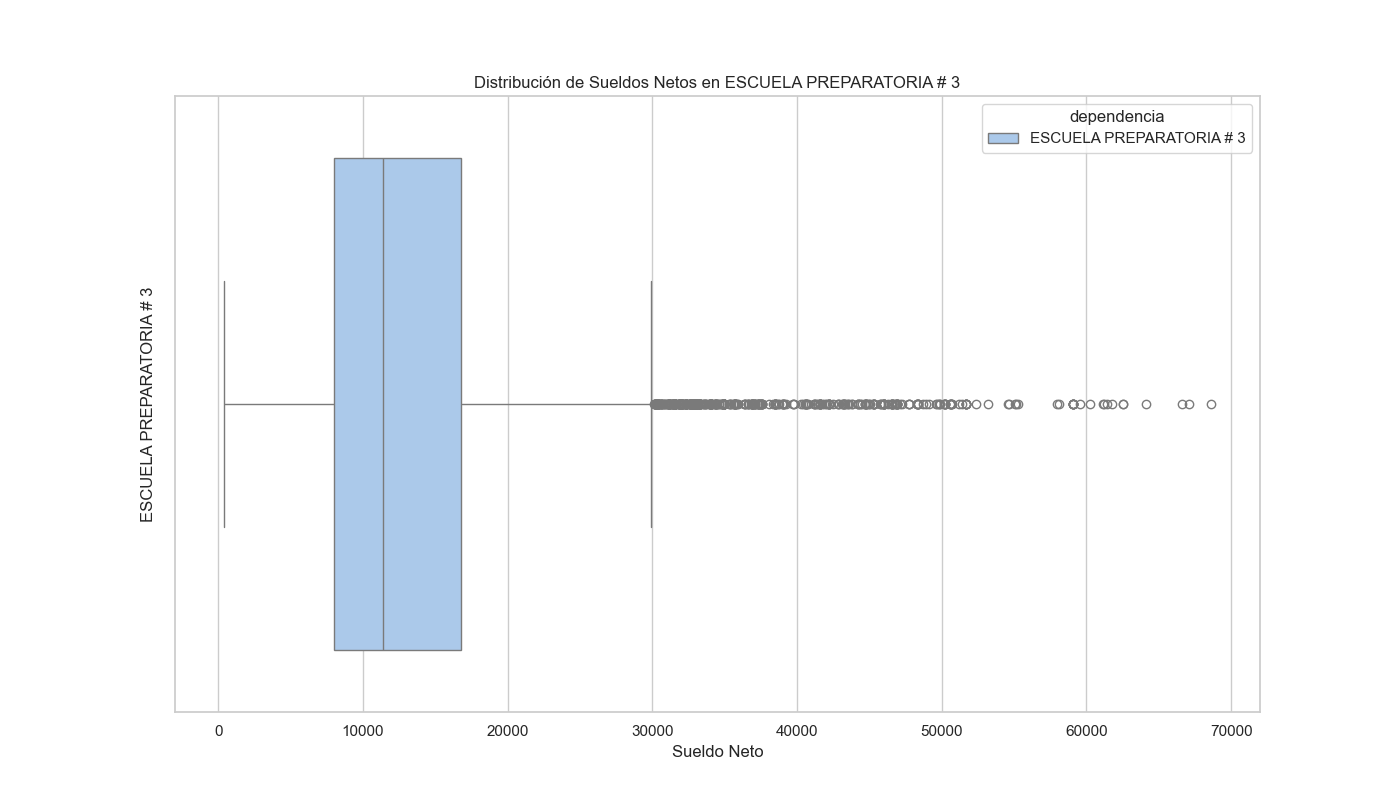 Distribución de Sueldos Netos en ESCUELA PREPARATORIA # 3
dependencia
ESCUELA PREPARATORIA # 3
ESCUELA PREPARATORIA # 3
0
10000
20000
30000
40000
50000
60000
70000
Sueldo Neto